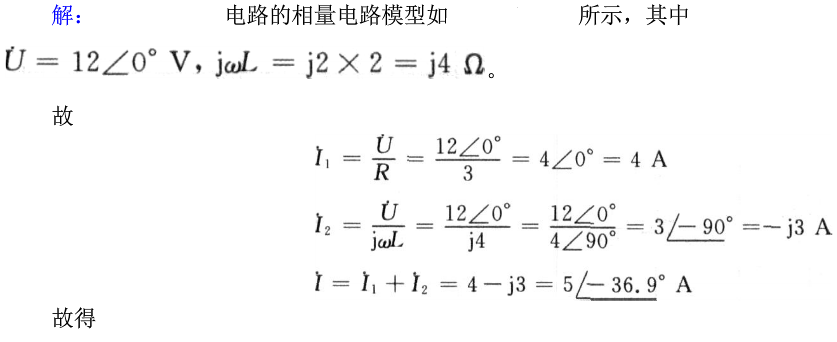 解： 电路的相量电路模型如 所示，其中
U̇ = 12∠0° V，jωL = j2 × 2 = j4 Ω。
故
İ₁ = U̇/R = 12∠0°/3 = 4∠0° = 4 A
İ₂ = U̇/jωL = 12∠0°/j4 = 12∠0°/4∠90° = 3∠−90° = −j3 A
İ = İ₁ + İ₂ = 4 − j3 = 5∠−36.9° A
故得